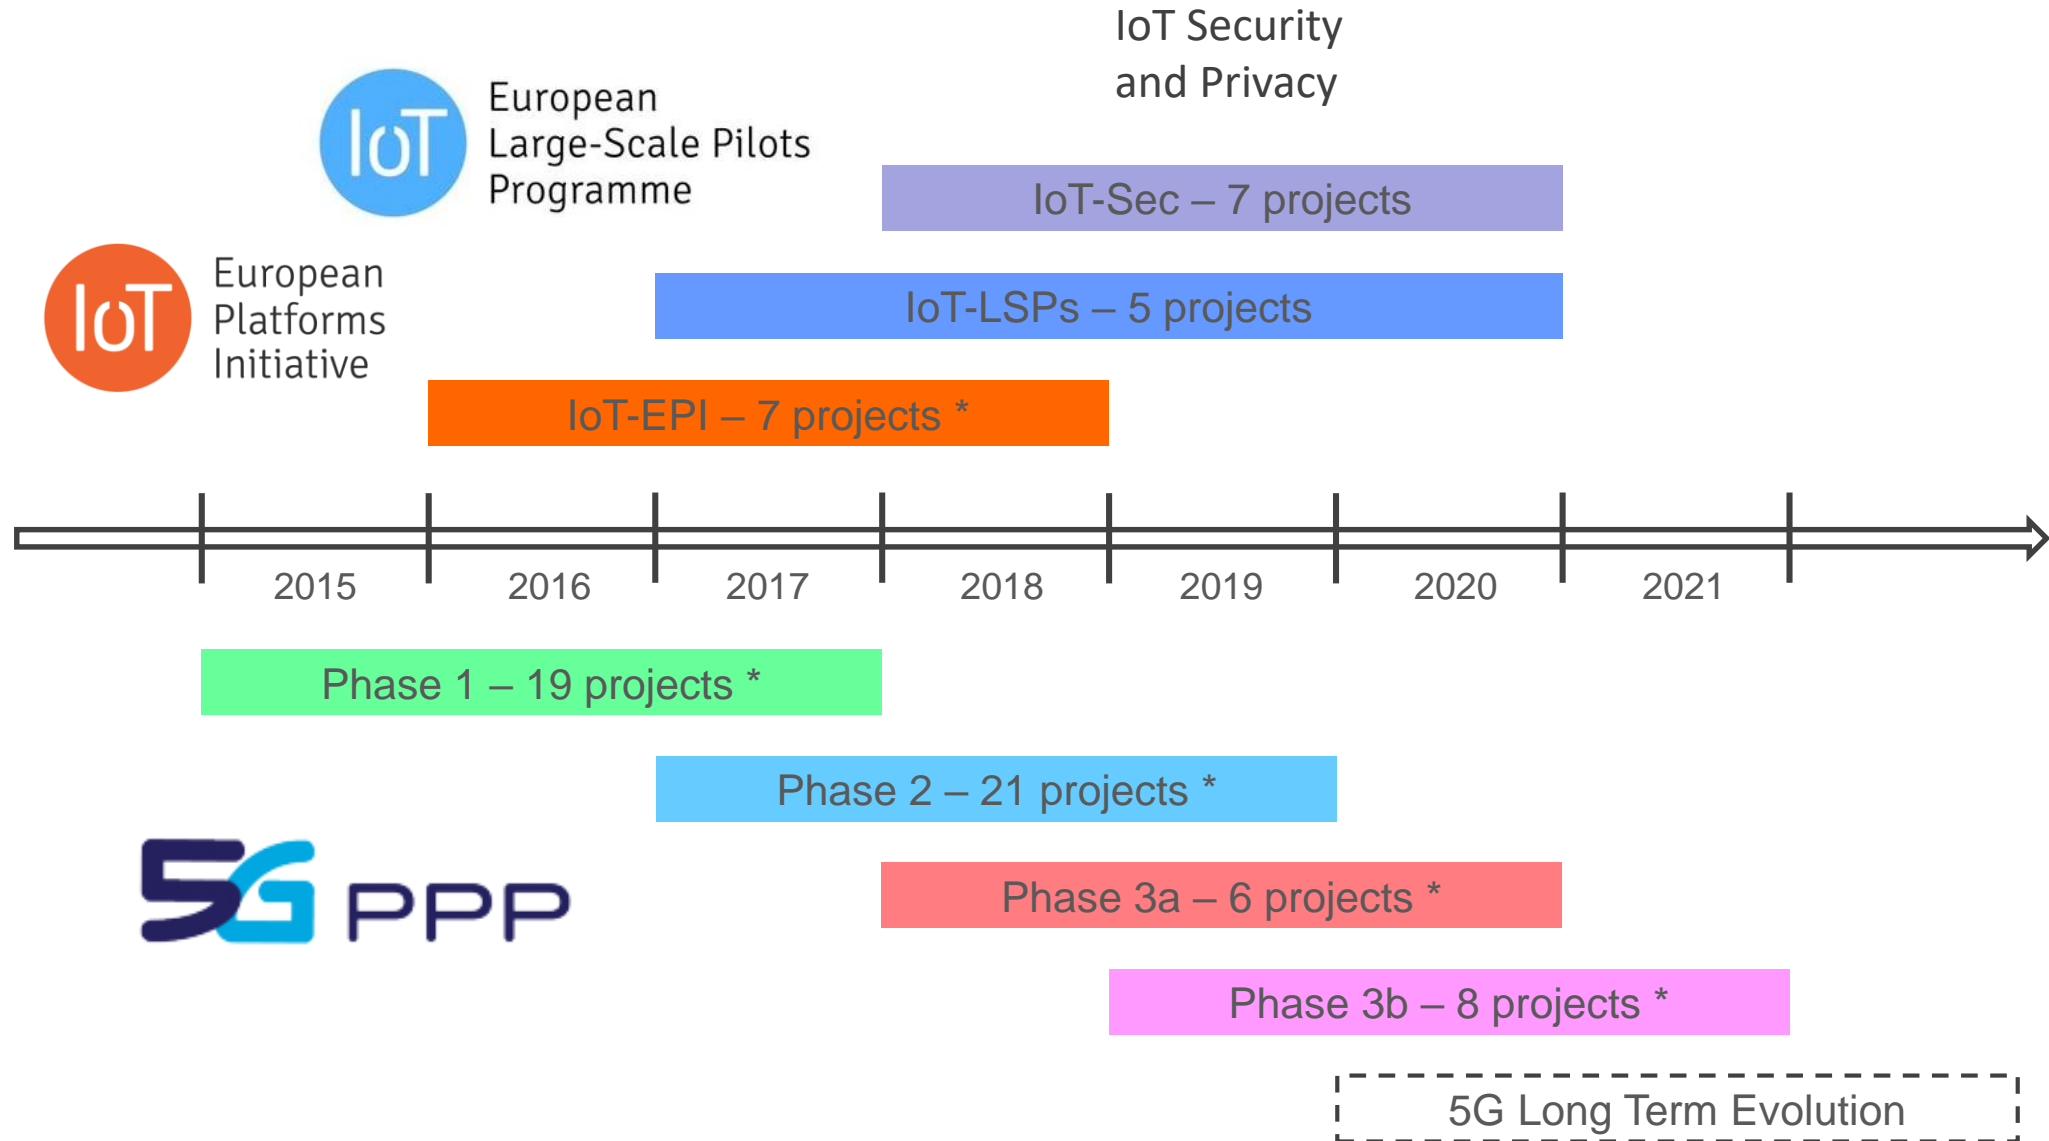 IoT Security
and Privacy
IoT
European
Large-Scale Pilots
Programme
IoT-Sec – 7 projects
IoT
European
Platforms
Initiative
IoT-LSPs – 5 projects
IoT-EPI – 7 projects *
2015 2016 2017 2018 2019 2020 2021
Phase 1 – 19 projects *
Phase 2 – 21 projects *
5G PPP
Phase 3a – 6 projects *
Phase 3b – 8 projects *
5G Long Term Evolution